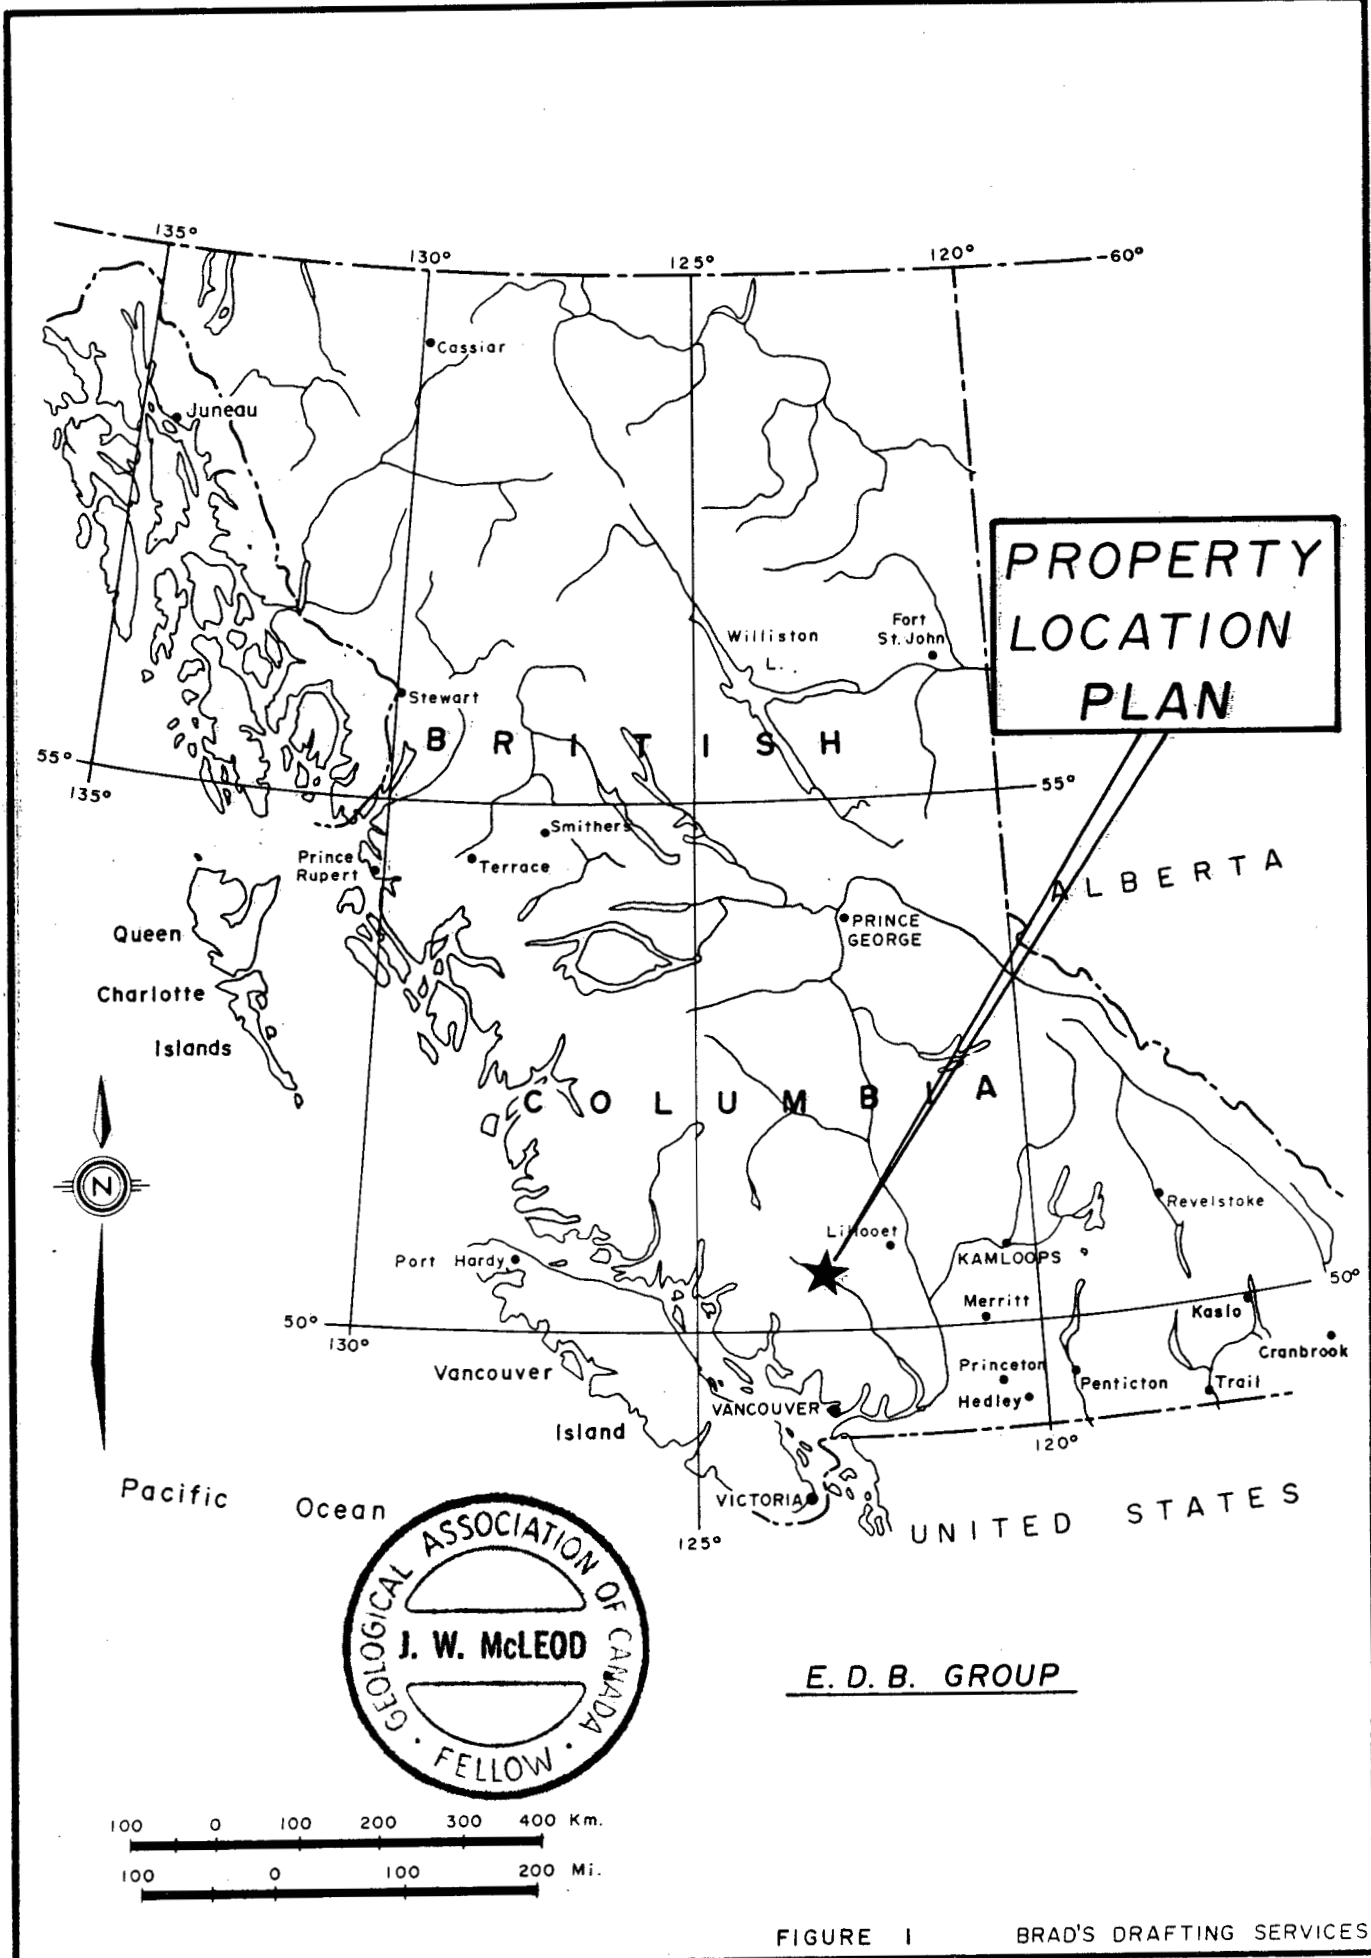 135°
130°
125°
120°
-60°
Cassiar
Juneau
PROPERTY
LOCATION
PLAN
Fort
St. John
Williston
L.
Stewart
BRITISH
55°
135°
55°
Smithers
Terrace
Prince
Rupert
ALBERTA
PRINCE
GEORGE
Queen
Charlotte
Islands
COLUMBIA
N
Revelstoke
Lillooet
KAMLOOPS
Port Hardy
50°
Merritt
Kaslo
50°
130°
Cranbrook
Vancouver
Princeton
Penticton
Trail
Hedley
VANCOUVER
Island
120°
Pacific Ocean
VICTORIA
UNITED STATES
125°
GEOLOGICAL ASSOCIATION OF CANADA
J. W. McLEOD
· FELLOW ·
E. D. B. GROUP
100 0 100 200 300 400 Km.
100 0 100 200 Mi.
FIGURE 1
BRAD'S DRAFTING SERVICES